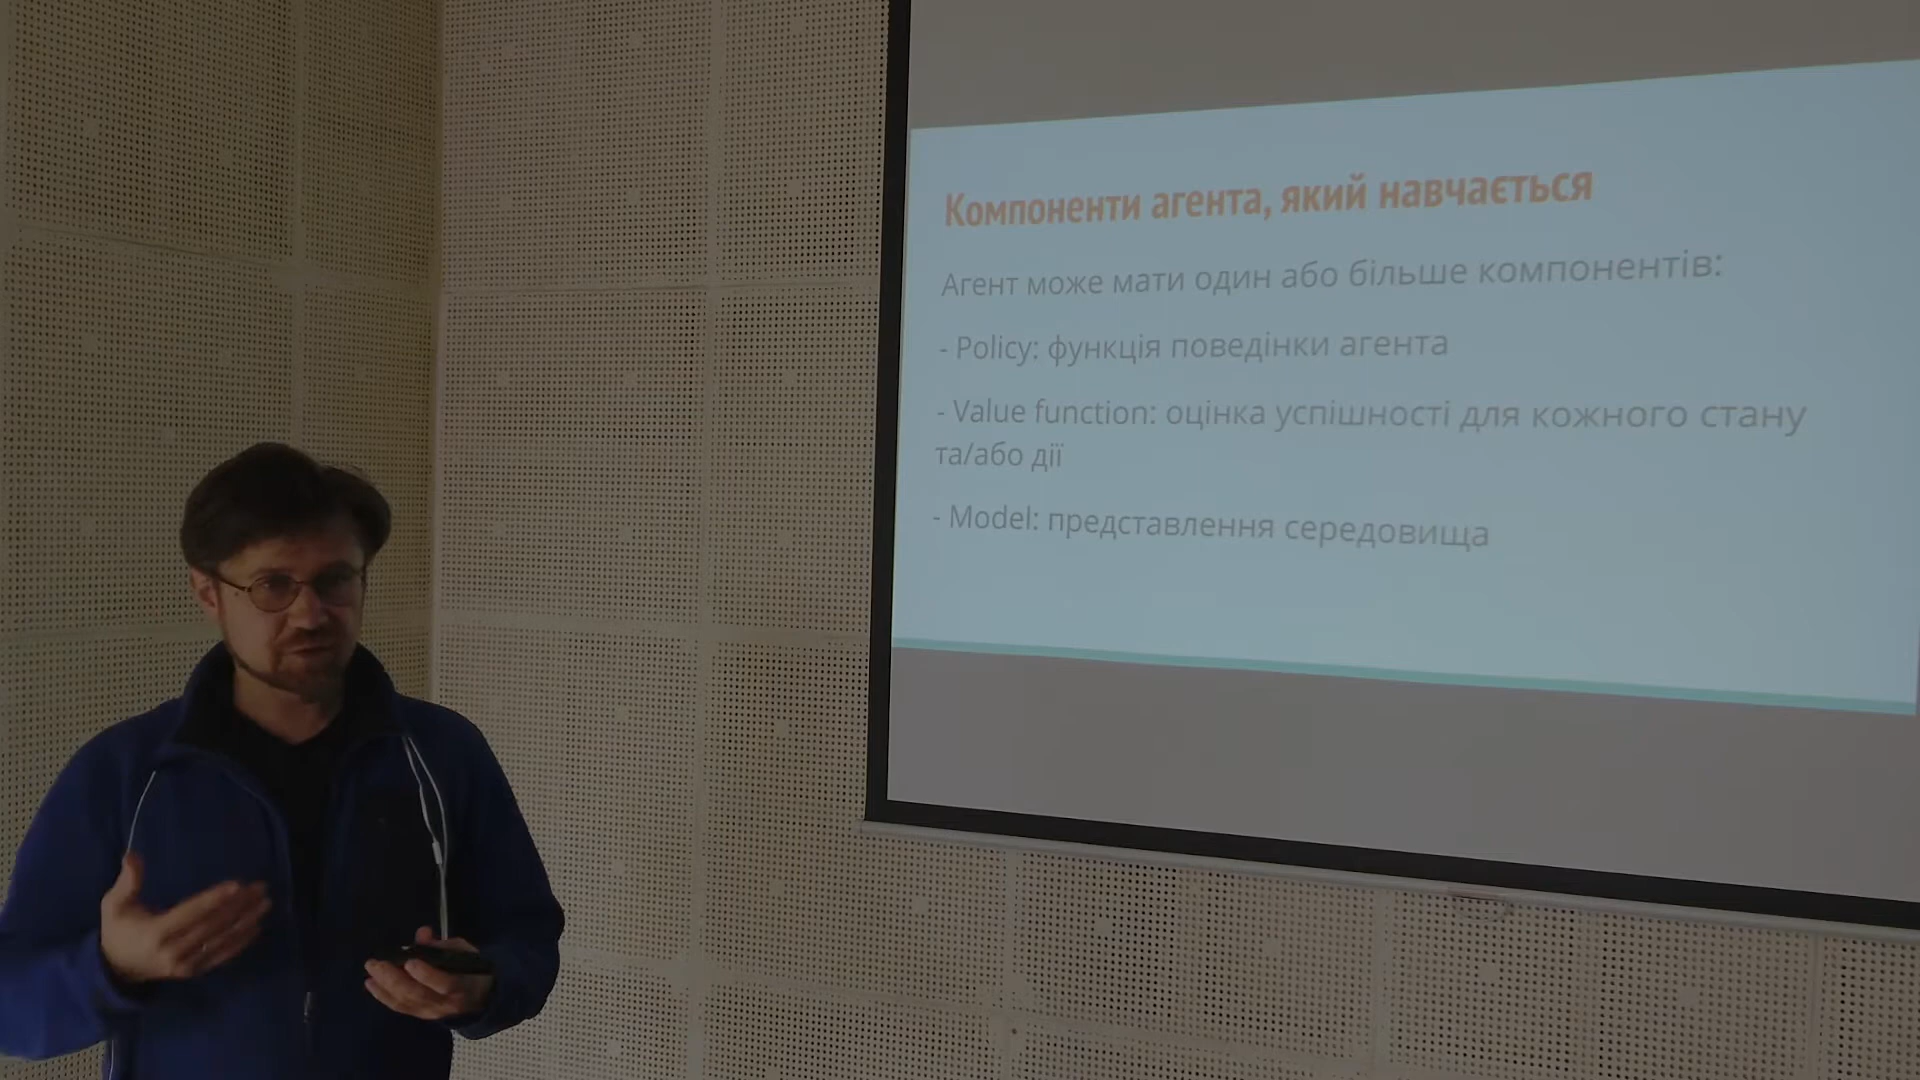 Компоненти агента, який навчається
Агент може мати один або більше компонентів:
- Policy: функція поведінки агента
- Value function: оцінка успішності для кожного стану
та/або дії
- Model: представлення середовища